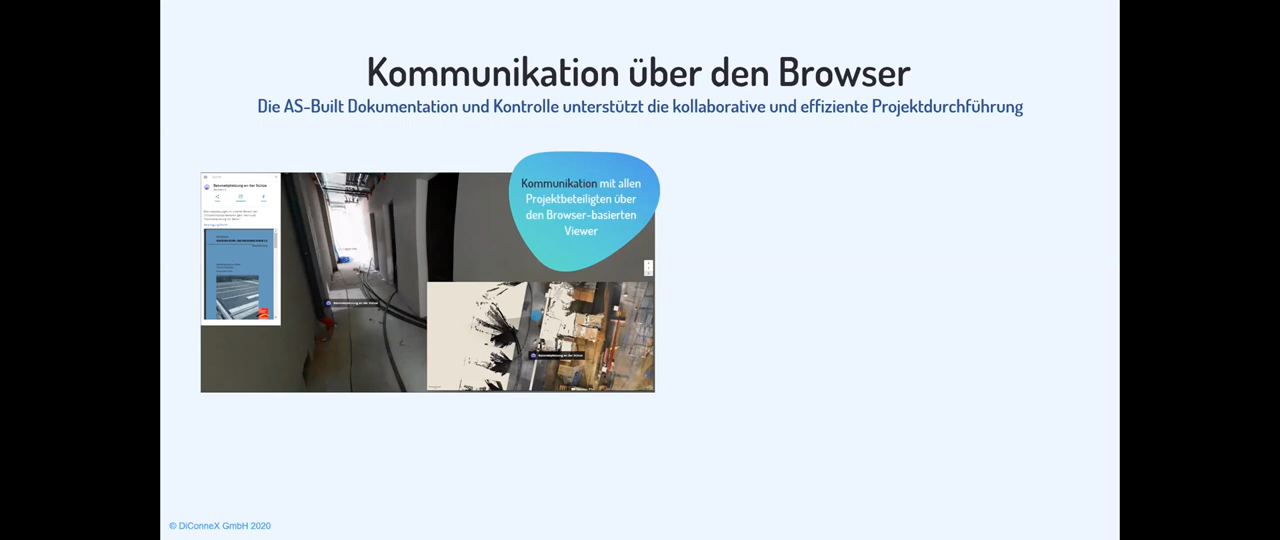 Kommunikation über den Browser
Die AS-Built Dokumentation und Kontrolle unterstützt die kollaborative und effiziente Projektdurchführung
Kommunikation mit allen
Projektbeteiligten über
den Browser-basierten
Viewer
© DiConneX GmbH 2020